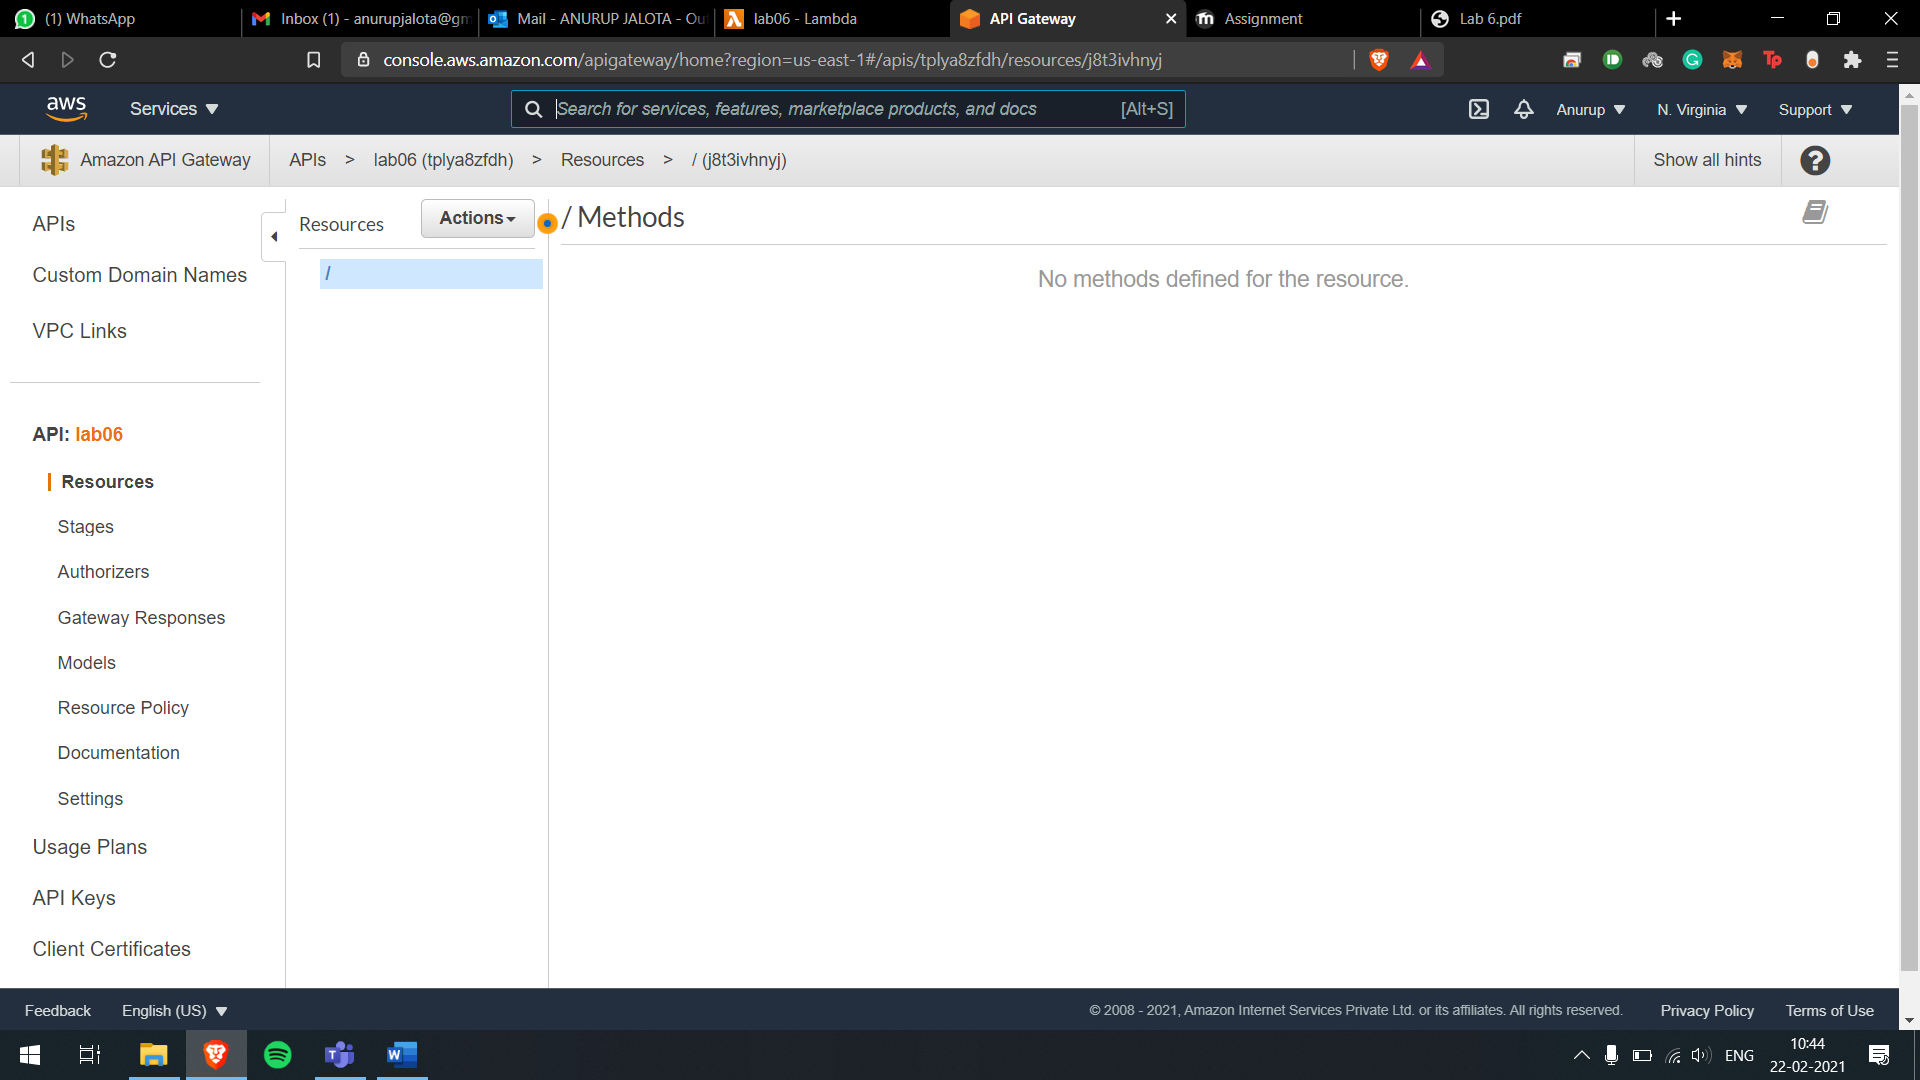 (1) WhatsApp
Inbox (1) - anurupjalota@gm
Mail - ANURUP JALOTA - Ou
lab06 - Lambda
API Gateway
Assignment
Lab 6.pdf
console.aws.amazon.com/apigateway/home?region=us-east-1#/apis/tplya8zfdh/resources/j8t3ivhnyj
aws
Services
Search for services, features, marketplace products, and docs
[Alt+S]
Anurup
N. Virginia
Support
Amazon API Gateway
APIs > lab06 (tplya8zfdh) > Resources > / (j8t3ivhnyj)
Show all hints
APIs
Custom Domain Names
VPC Links
API: lab06
Resources
Stages
Authorizers
Gateway Responses
Models
Resource Policy
Documentation
Settings
Usage Plans
API Keys
Client Certificates
Resources
Actions
/
/ Methods
No methods defined for the resource.
Feedback
English (US)
© 2008 - 2021, Amazon Internet Services Private Ltd. or its affiliates. All rights reserved.
Privacy Policy
Terms of Use
ENG
10:44
22-02-2021